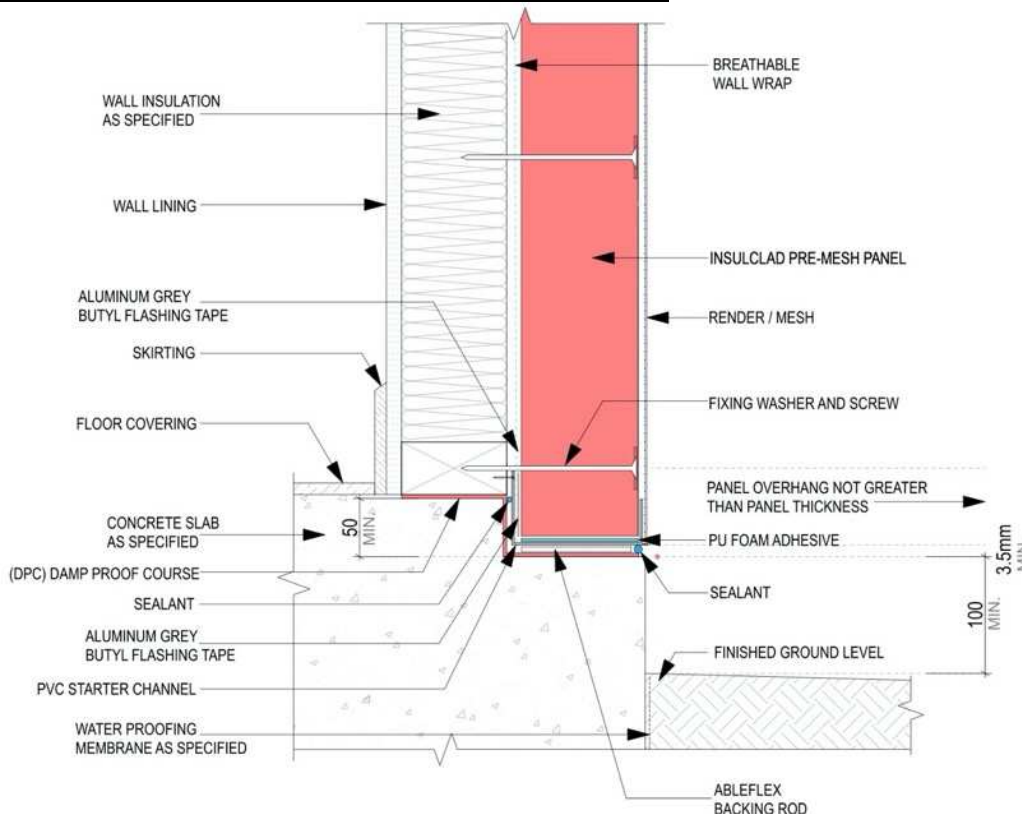 WALL INSULATION
AS SPECIFIED
WALL LINING
ALUMINUM GREY
BUTYL FLASHING TAPE
SKIRTING
FLOOR COVERING
CONCRETE SLAB
AS SPECIFIED
50
MIN.
(DPC) DAMP PROOF COURSE
SEALANT
ALUMINUM GREY
BUTYL FLASHING TAPE
PVC STARTER CHANNEL
WATER PROOFING
MEMBRANE AS SPECIFIED
BREATHABLE
WALL WRAP
INSULCLAD PRE-MESH PANEL
RENDER / MESH
FIXING WASHER AND SCREW
PANEL OVERHANG NOT GREATER
THAN PANEL THICKNESS
PU FOAM ADHESIVE
3.5mm
MIN.
SEALANT
100
MIN.
FINISHED GROUND LEVEL
ABLEFLEX
BACKING ROD